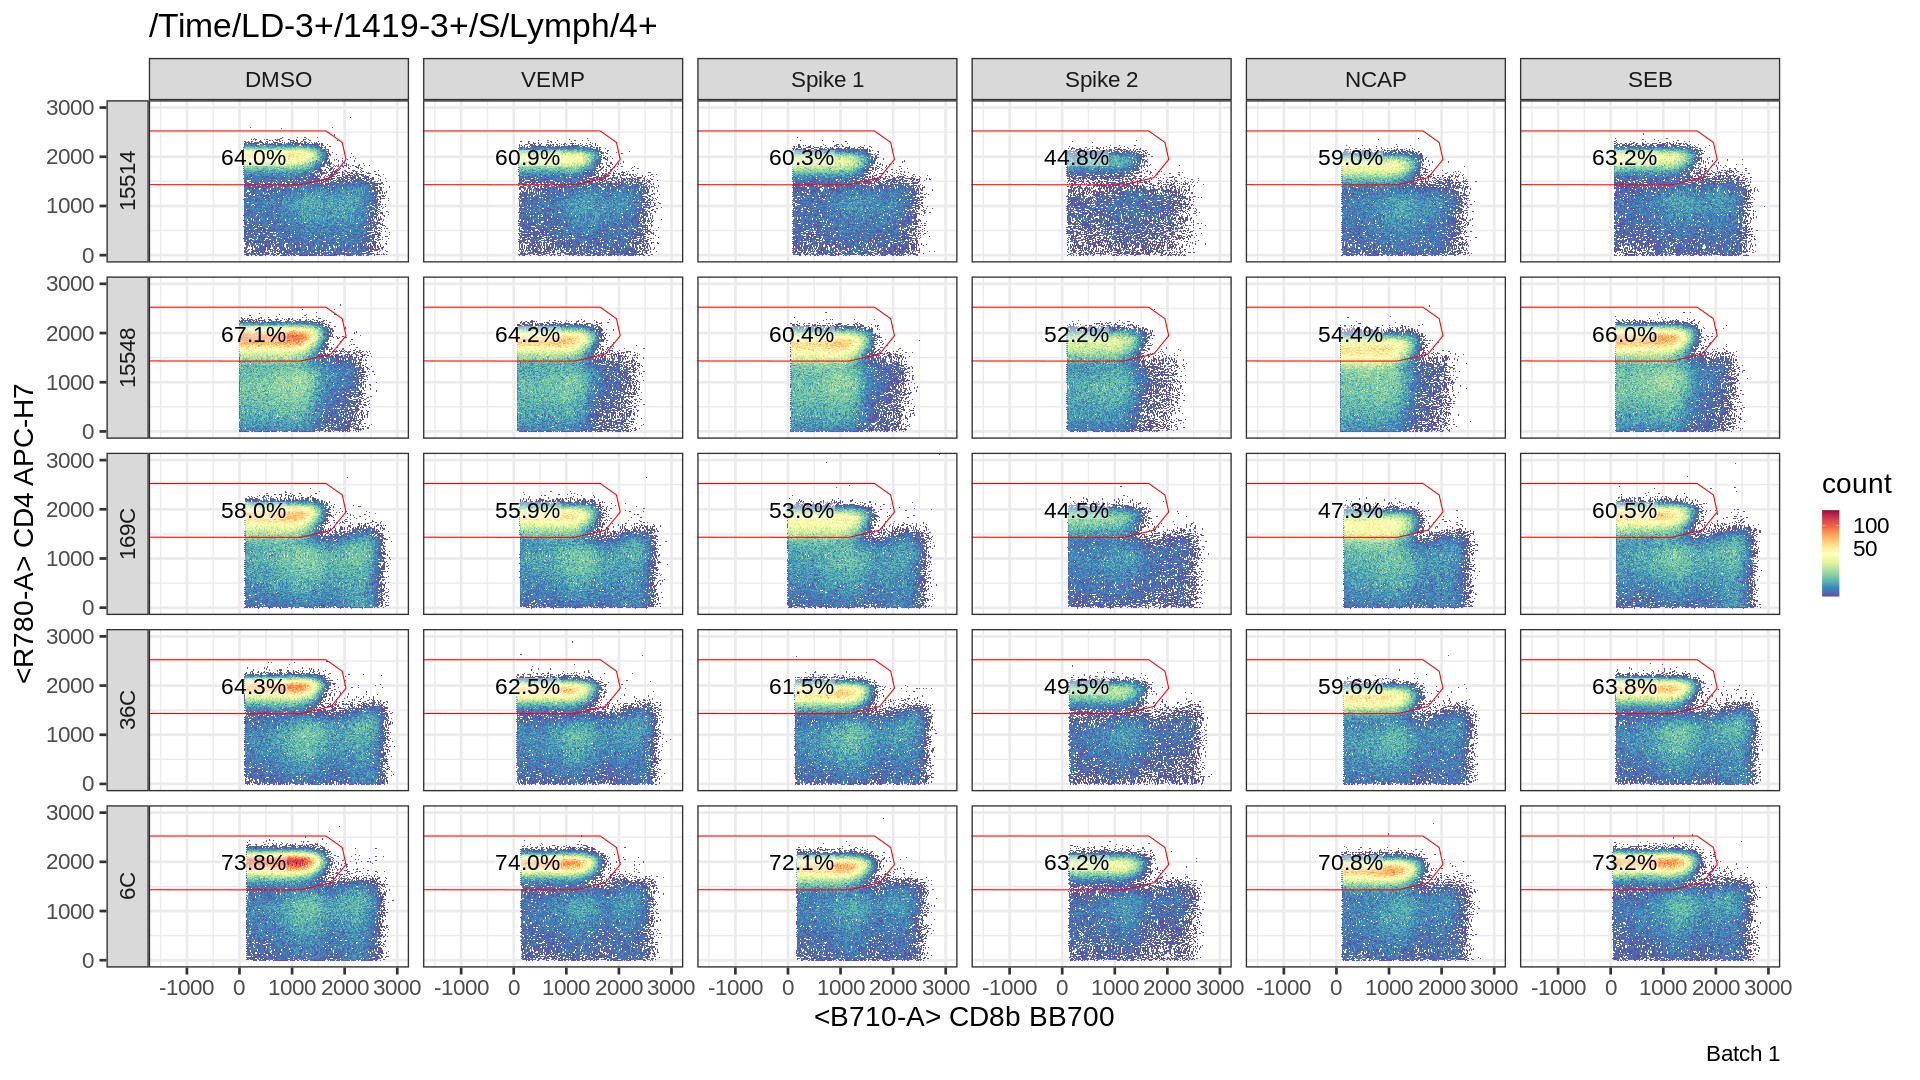 /Time/LD-3+/1419-3+/S/Lymph/4+
DMSO VEMP Spike 1 Spike 2 NCAP SEB
3000
2000
1000
0
15514
64.0% 60.9% 60.3% 44.8% 59.0% 63.2%
3000
2000
1000
0
15548
67.1% 64.2% 60.4% 52.2% 54.4% 66.0%
3000
2000
1000
0
169C
58.0% 55.9% 53.6% 44.5% 47.3% 60.5%
3000
2000
1000
0
36C
64.3% 62.5% 61.5% 49.5% 59.6% 63.8%
3000
2000
1000
0
6C
73.8% 74.0% 72.1% 63.2% 70.8% 73.2%
-1000 0 1000 2000 3000 -1000 0 1000 2000 3000 -1000 0 1000 2000 3000 -1000 0 1000 2000 3000 -1000 0 1000 2000 3000 -1000 0 1000 2000 3000
<R780-A> CD4 APC-H7
<B710-A> CD8b BB700
count
100
50
Batch 1